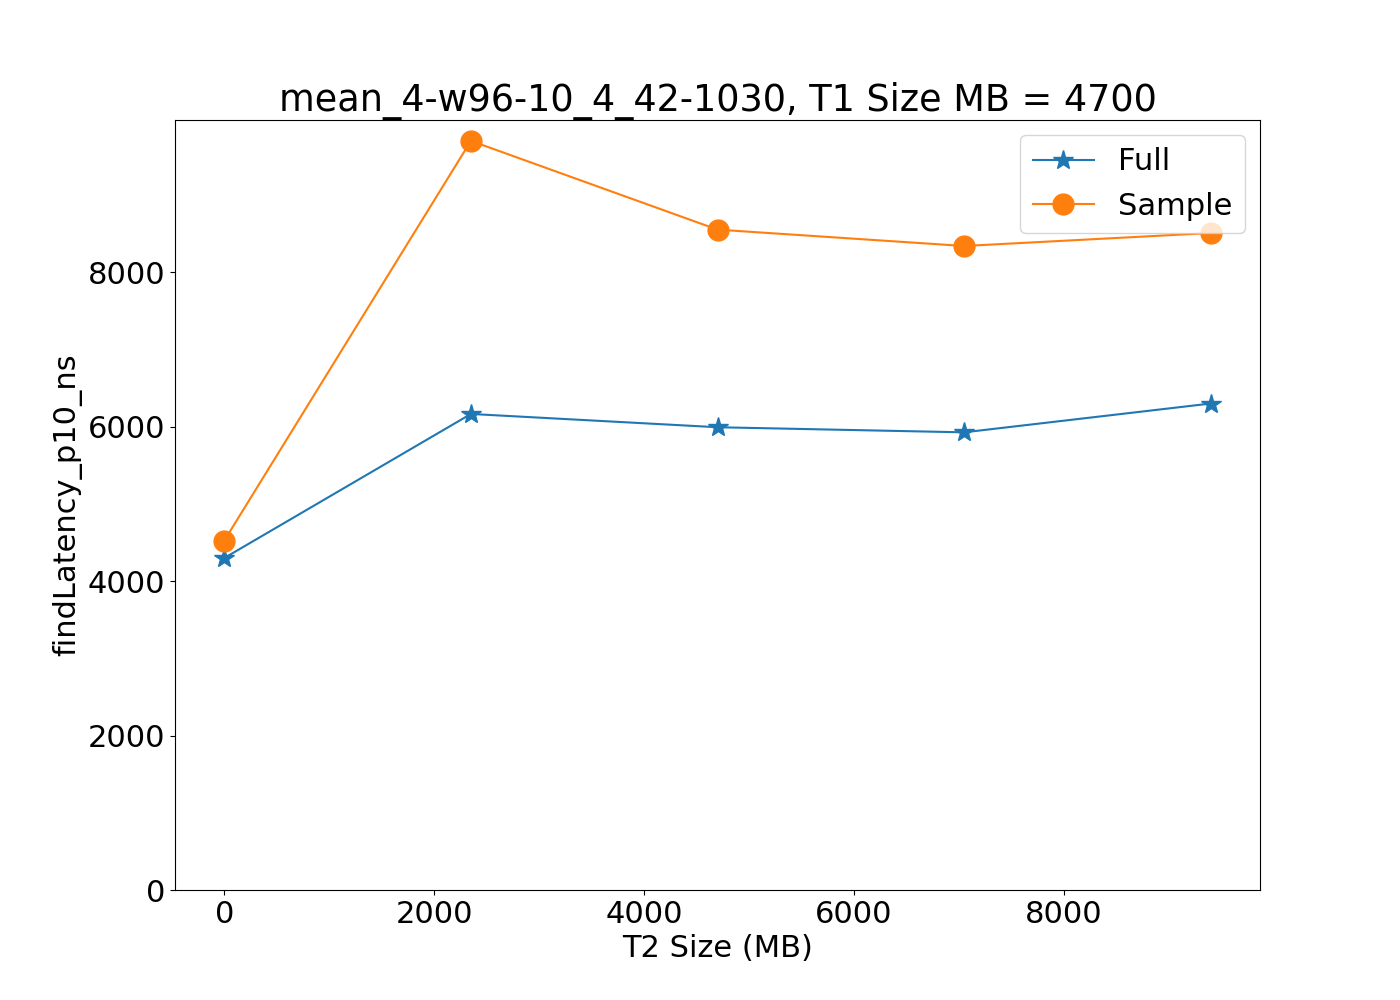 mean_4-w96-10_4_42-1030, T1 Size MB = 4700
Full
Sample
findLatency_p10_ns
8000
6000
4000
2000
0
0 2000 4000 6000 8000
T2 Size (MB)